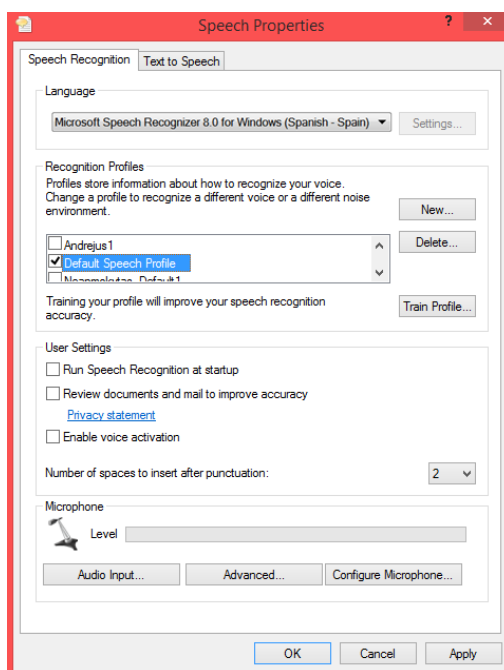 Speech Properties
? ×
Speech Recognition Text to Speech
Language
Microsoft Speech Recognizer 8.0 for Windows (Spanish - Spain) Settings...
Recognition Profiles
Profiles store information about how to recognize your voice.
Change a profile to recognize a different voice or a different noise
environment.
New...
Andrejus1
Delete...
Default Speech Profile
Training your profile will improve your speech recognition
accuracy.
Train Profile...
User Settings
Run Speech Recognition at startup
Review documents and mail to improve accuracy
Privacy statement
Enable voice activation
Number of spaces to insert after punctuation: 2
Microphone
Level
Audio Input... Advanced... Configure Microphone...
OK Cancel Apply